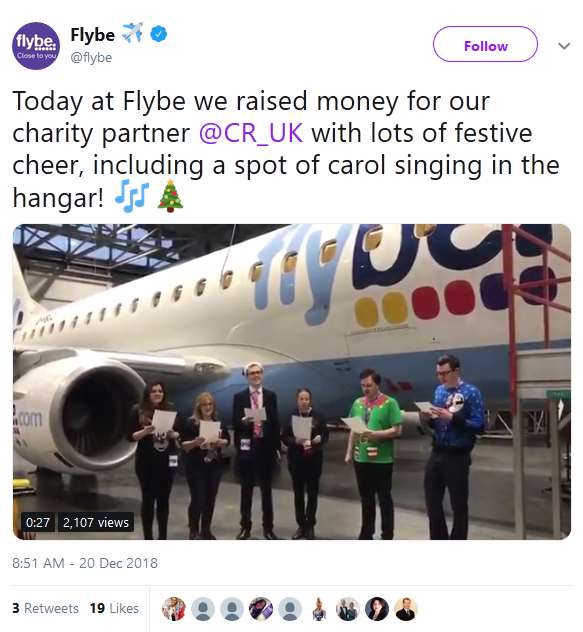 flybe.
Close to you
Flybe
@flybe
Follow
Today at Flybe we raised money for our
charity partner @CR_UK with lots of festive
cheer, including a spot of carol singing in the
hangar!
flybe.
.com
0:27
2,107 views
8:51 AM - 20 Dec 2018
3 Retweets 19 Likes